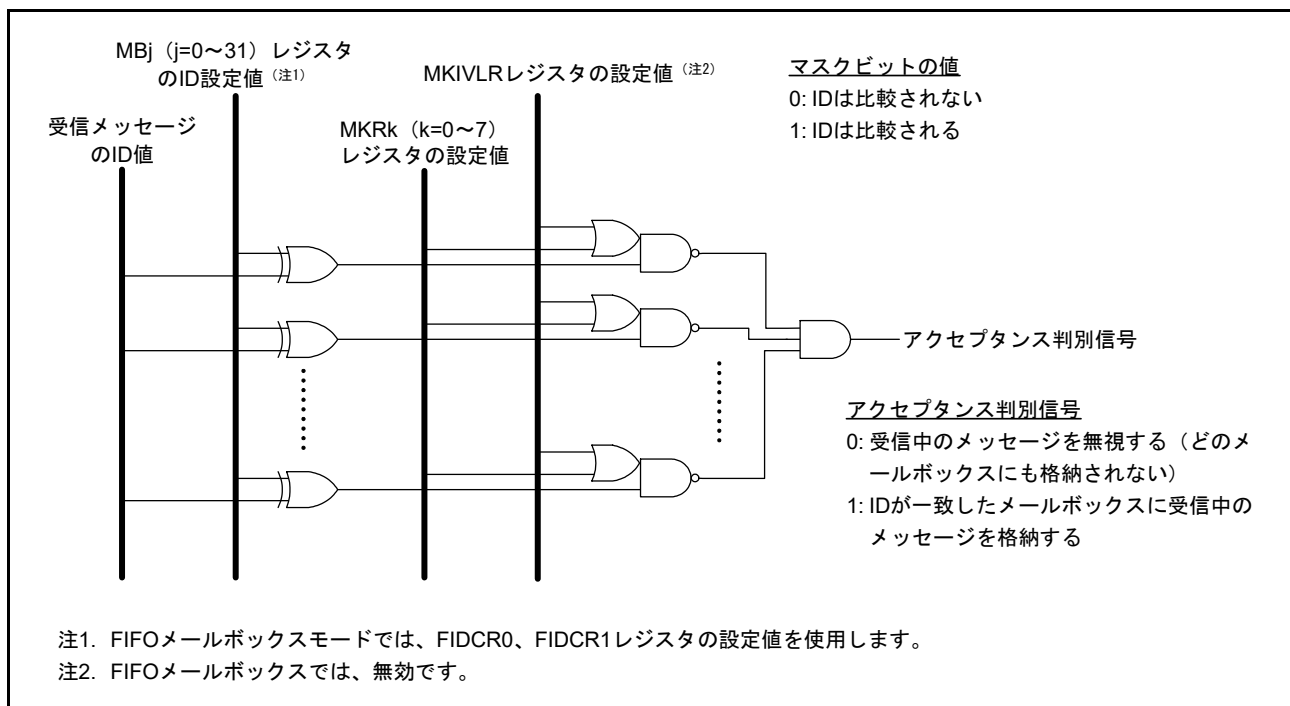 MBj（j=0～31）レジスタ
のID設定値（注1）
MKIVLRレジスタの設定値（注2）
マスクビットの値
0: IDは比較されない
1: IDは比較される
受信メッセージ
のID値
MKRk（k=0～7）
レジスタの設定値
アクセプタンス判別信号
アクセプタンス判別信号
0: 受信中のメッセージを無視する（どのメ
ールボックスにも格納されない）
1: IDが一致したメールボックスに受信中の
メッセージを格納する
注1. FIFOメールボックスモードでは、FIDCR0、FIDCR1レジスタの設定値を使用します。
注2. FIFOメールボックスでは、無効です。